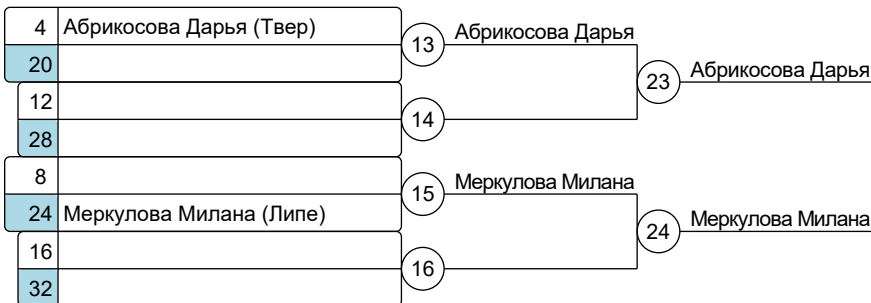 4 Абрикосова Дарья (Твер)
13 Абрикосова Дарья
20
23 Абрикосова Дарья
12
14
28
8
15 Меркулова Милана
24 Меркулова Милана (Липе)
24 Меркулова Милана
16
16
32